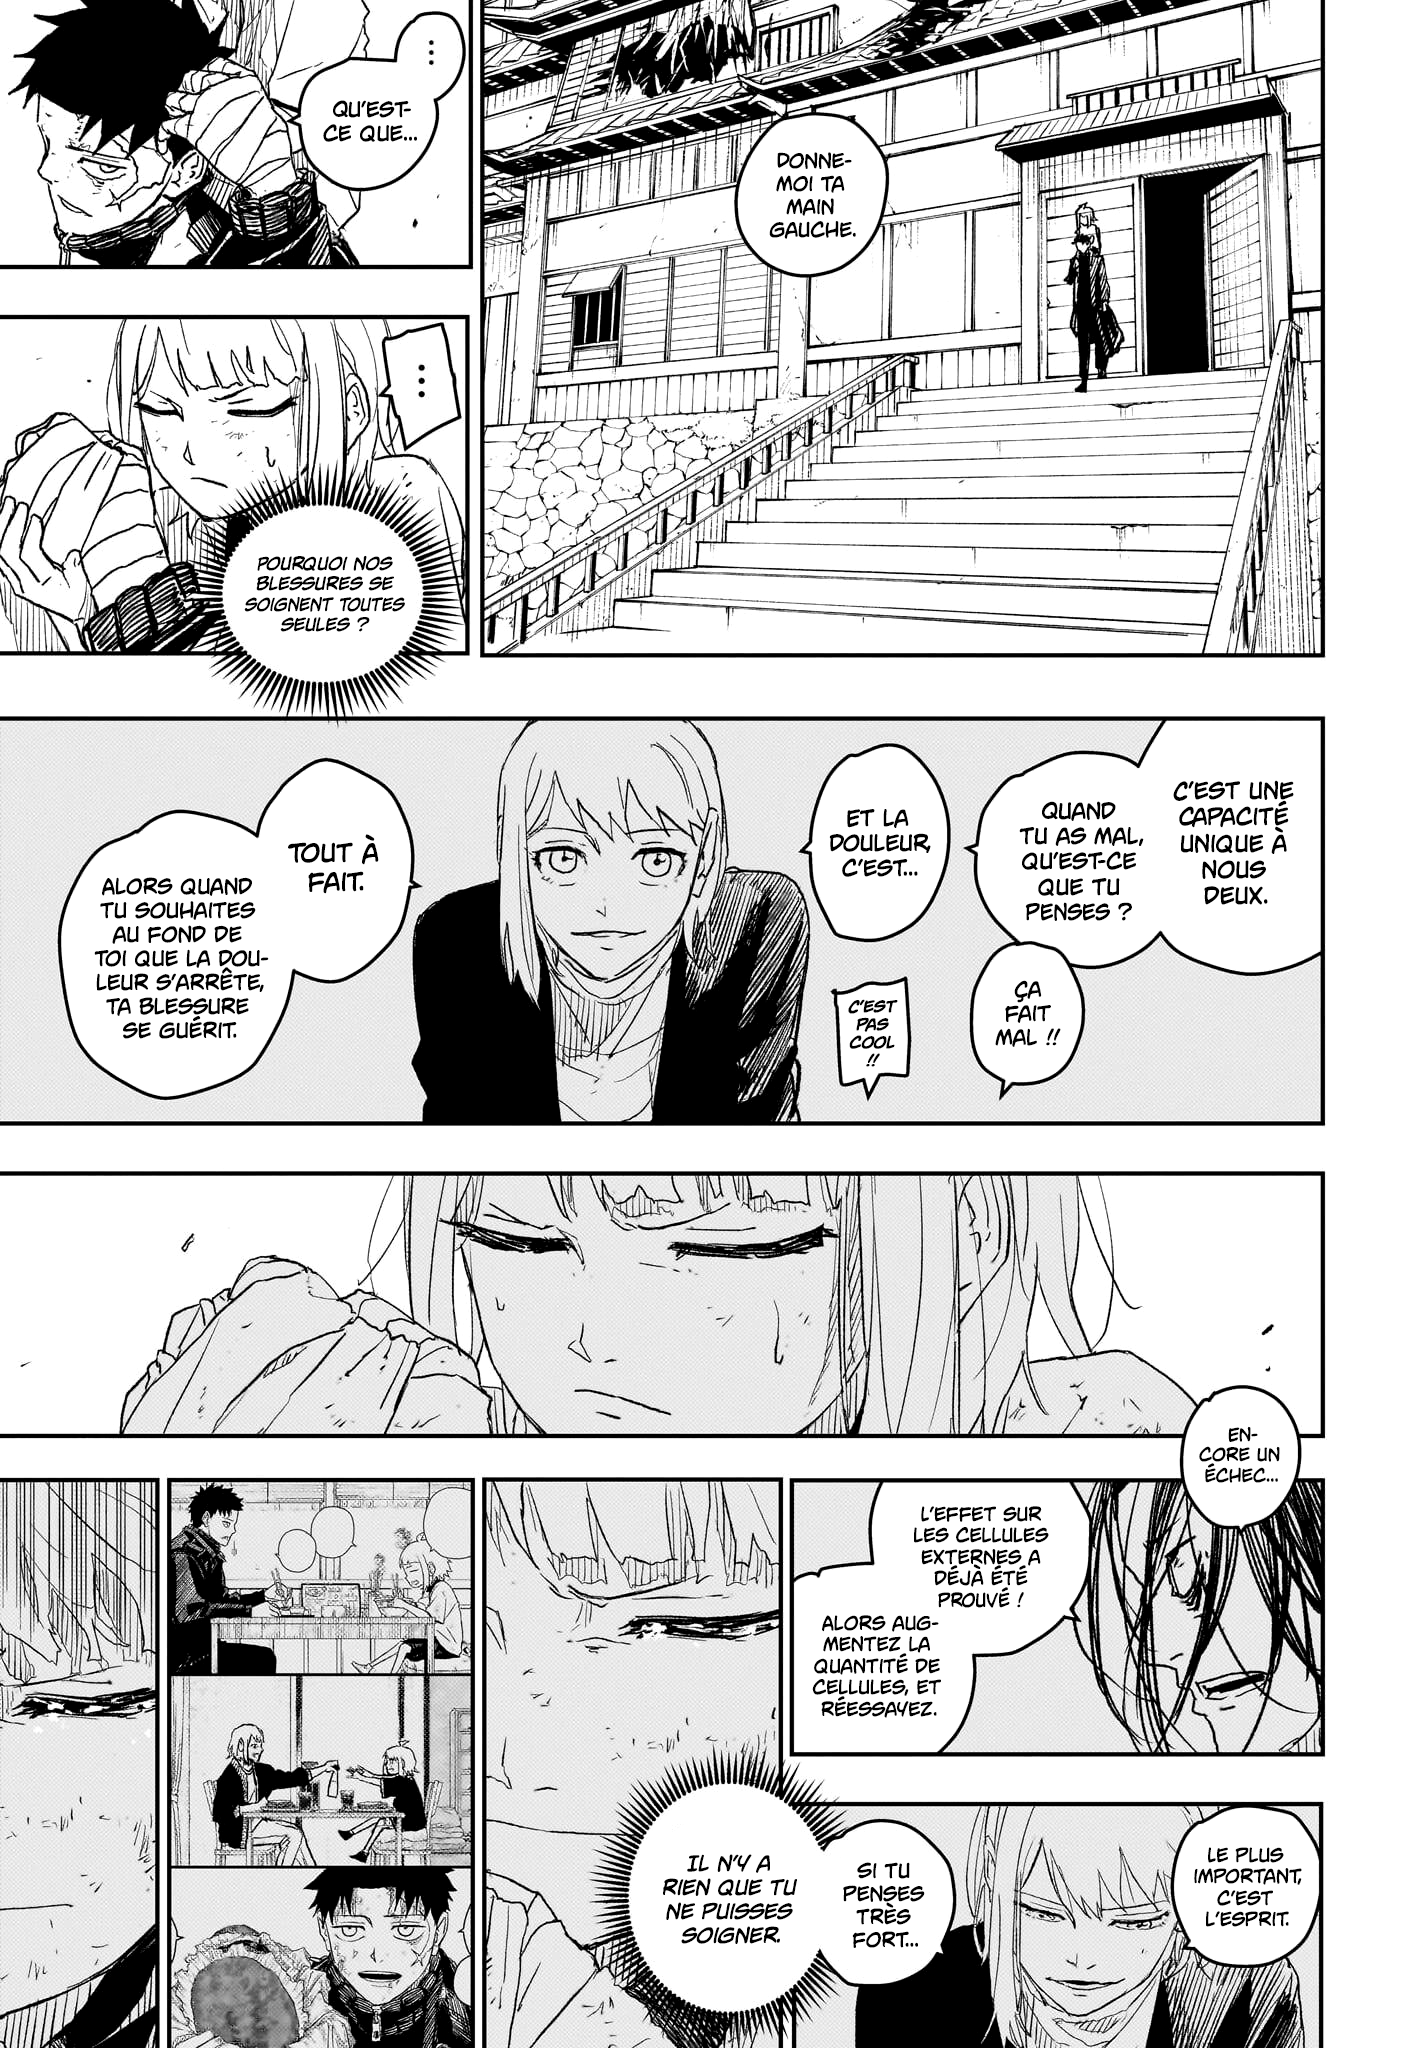 DONNE-
MOI TA
MAIN
GAUCHE.
...
QU'EST-
CE QUE...
...
POURQUOI NOS
BLESSURES SE
SOIGNENT TOUTES
SEULES ?
C'EST UNE
CAPACITÉ
UNIQUE À
NOUS
DEUX.
QUAND
TU AS MAL,
QU'EST-CE
QUE TU
PENSES ?
ÇA
FAIT
MAL !!
ET LA
DOULEUR,
C'EST...
C'EST
PAS
COOL
!!
TOUT À
FAIT.
ALORS QUAND
TU SOUHAITES
AU FOND DE
TOI QUE LA DOU-
LEUR S'ARRÊTE,
TA BLESSURE
SE GUÉRIT.
EN-
CORE UN
ÉCHEC...
L'EFFET SUR
LES CELLULES
EXTERNES A
DÉJÀ ÉTÉ
PROUVÉ !
ALORS AUG-
MENTEZ LA
QUANTITÉ DE
CELLULES, ET
RÉESSAYEZ.
LE PLUS
IMPORTANT,
C'EST
L'ESPRIT.
SI TU
PENSES
TRÈS
FORT...
IL N'Y A
RIEN QUE TU
NE PUISSES
SOIGNER.